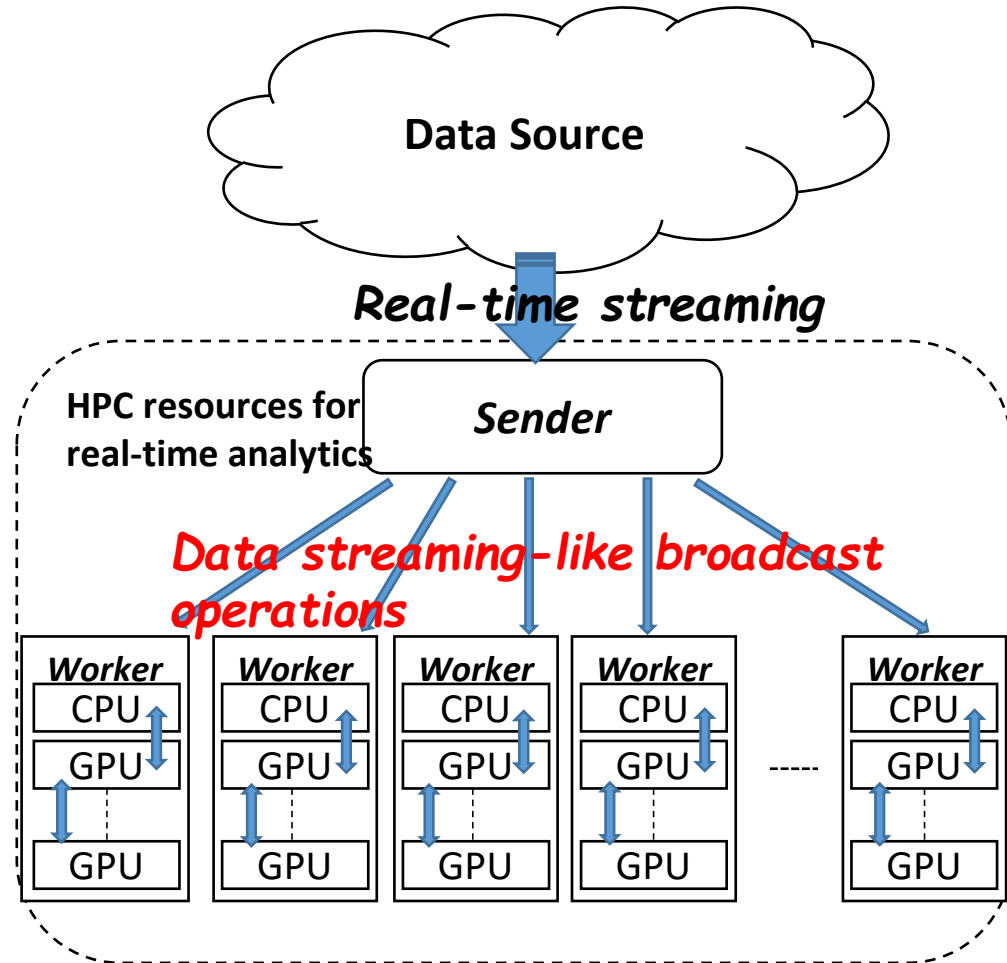 Data Source
Real-time streaming
HPC resources for
real-time analytics
Sender
Data streaming-like broadcast
operations
Worker
CPU
GPU
GPU
Worker
CPU
GPU
GPU
Worker
CPU
GPU
GPU
Worker
CPU
GPU
GPU
Worker
CPU
GPU
GPU